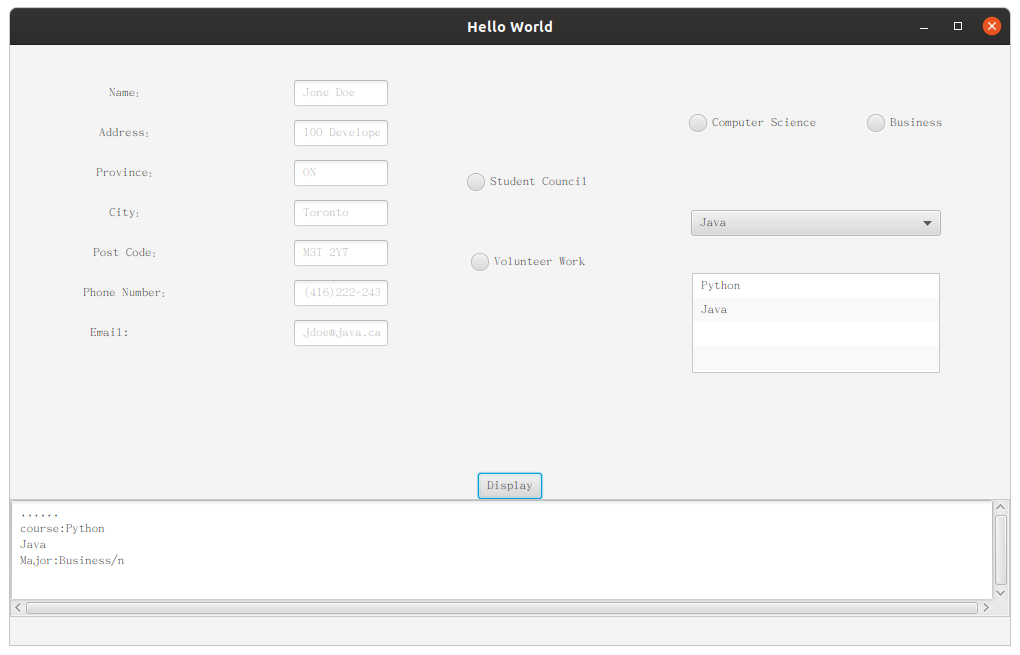 Hello World
Name:
Jone Doe
Address:
100 Develope
Province:
ON
City:
Toronto
Post Code:
M3T 2Y7
Phone Number:
(416)222-243
Email:
jdoe@java.ca
Student Council
Volunteer Work
Computer Science
Business
Java
Python
Java
Display
......
course:Python
Java
Major:Business/n